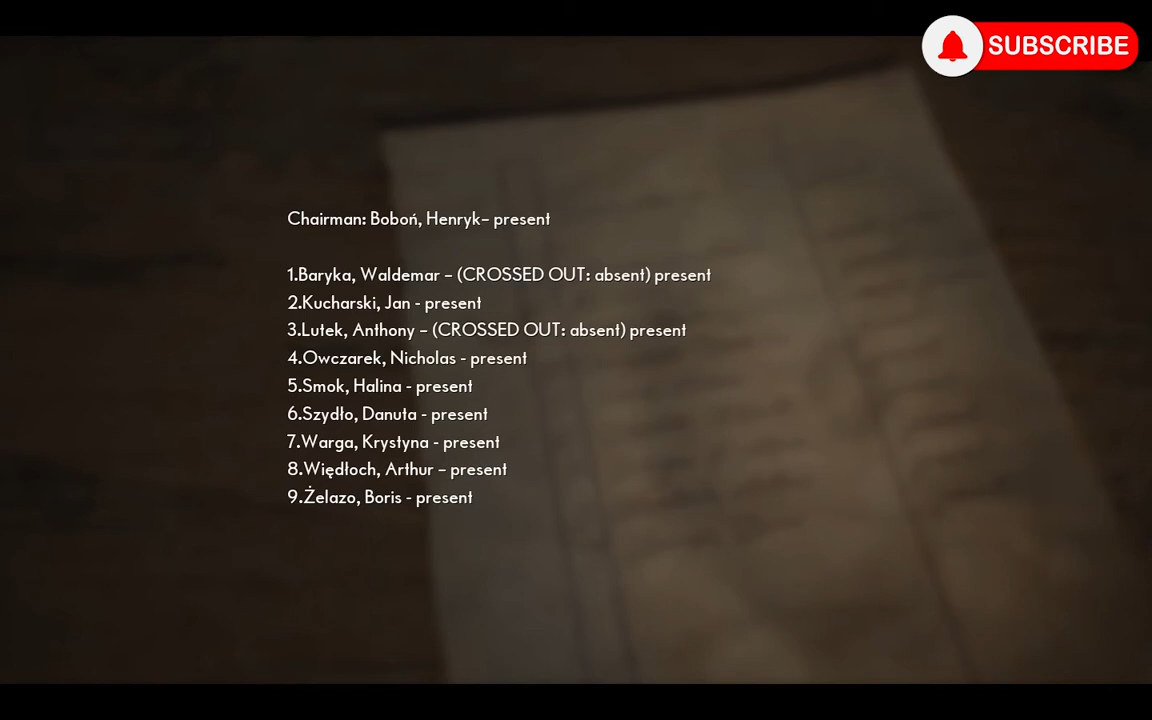 SUBSCRIBE
Chairman: Boboń, Henryk– present
1.Baryka, Waldemar – (CROSSED OUT: absent) present
2.Kucharski, Jan - present
3.Lutek, Anthony – (CROSSED OUT: absent) present
4.Owczarek, Nicholas - present
5.Smok, Halina - present
6.Szydło, Danuta - present
7.Warga, Krystyna - present
8.Więdłoch, Arthur – present
9.Żelazo, Boris - present